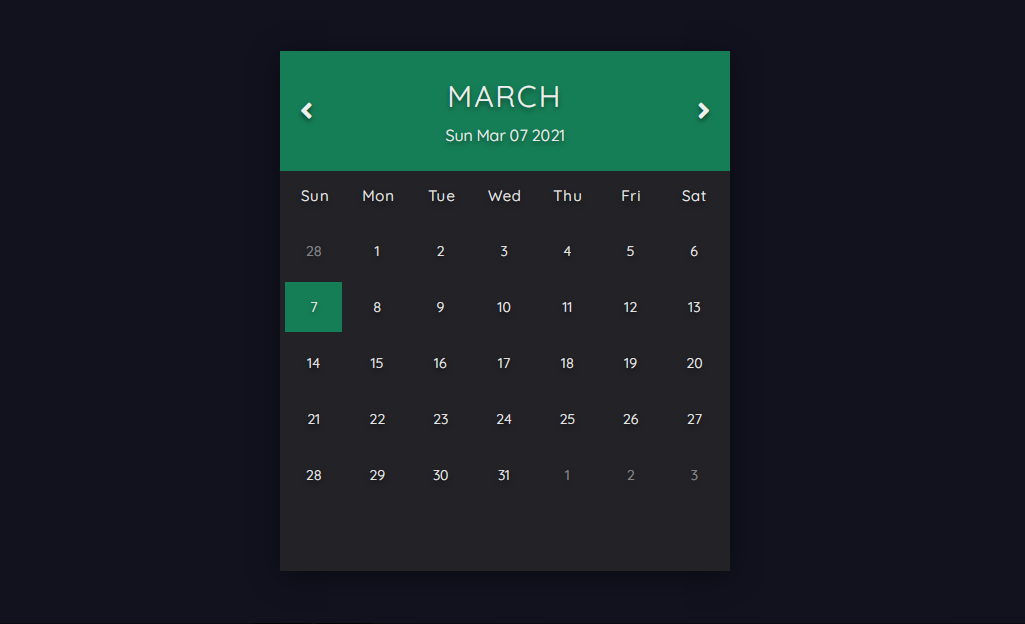 MARCH
Sun Mar 07 2021
Sun Mon Tue Wed Thu Fri Sat
28 1 2 3 4 5 6
7 8 9 10 11 12 13
14 15 16 17 18 19 20
21 22 23 24 25 26 27
28 29 30 31 1 2 3